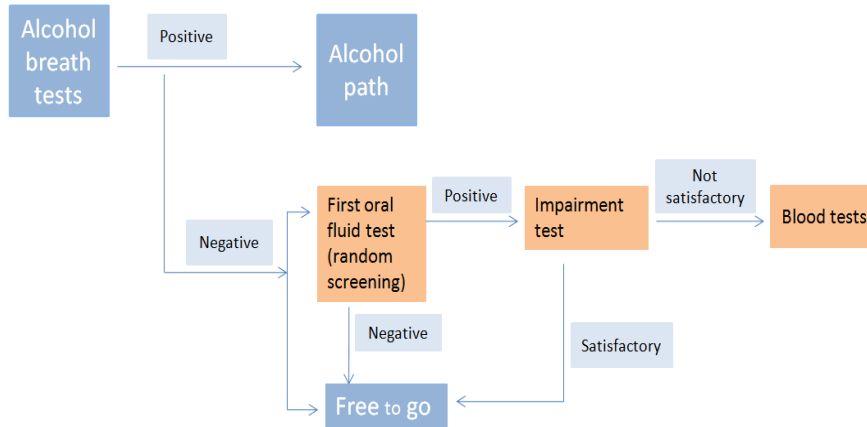 Alcohol
breath
tests
Positive
Alcohol
path
Negative
First oral
fluid test
(random
screening)
Positive
Impairment
test
Not
satisfactory
Blood tests
Negative
Satisfactory
Free to go